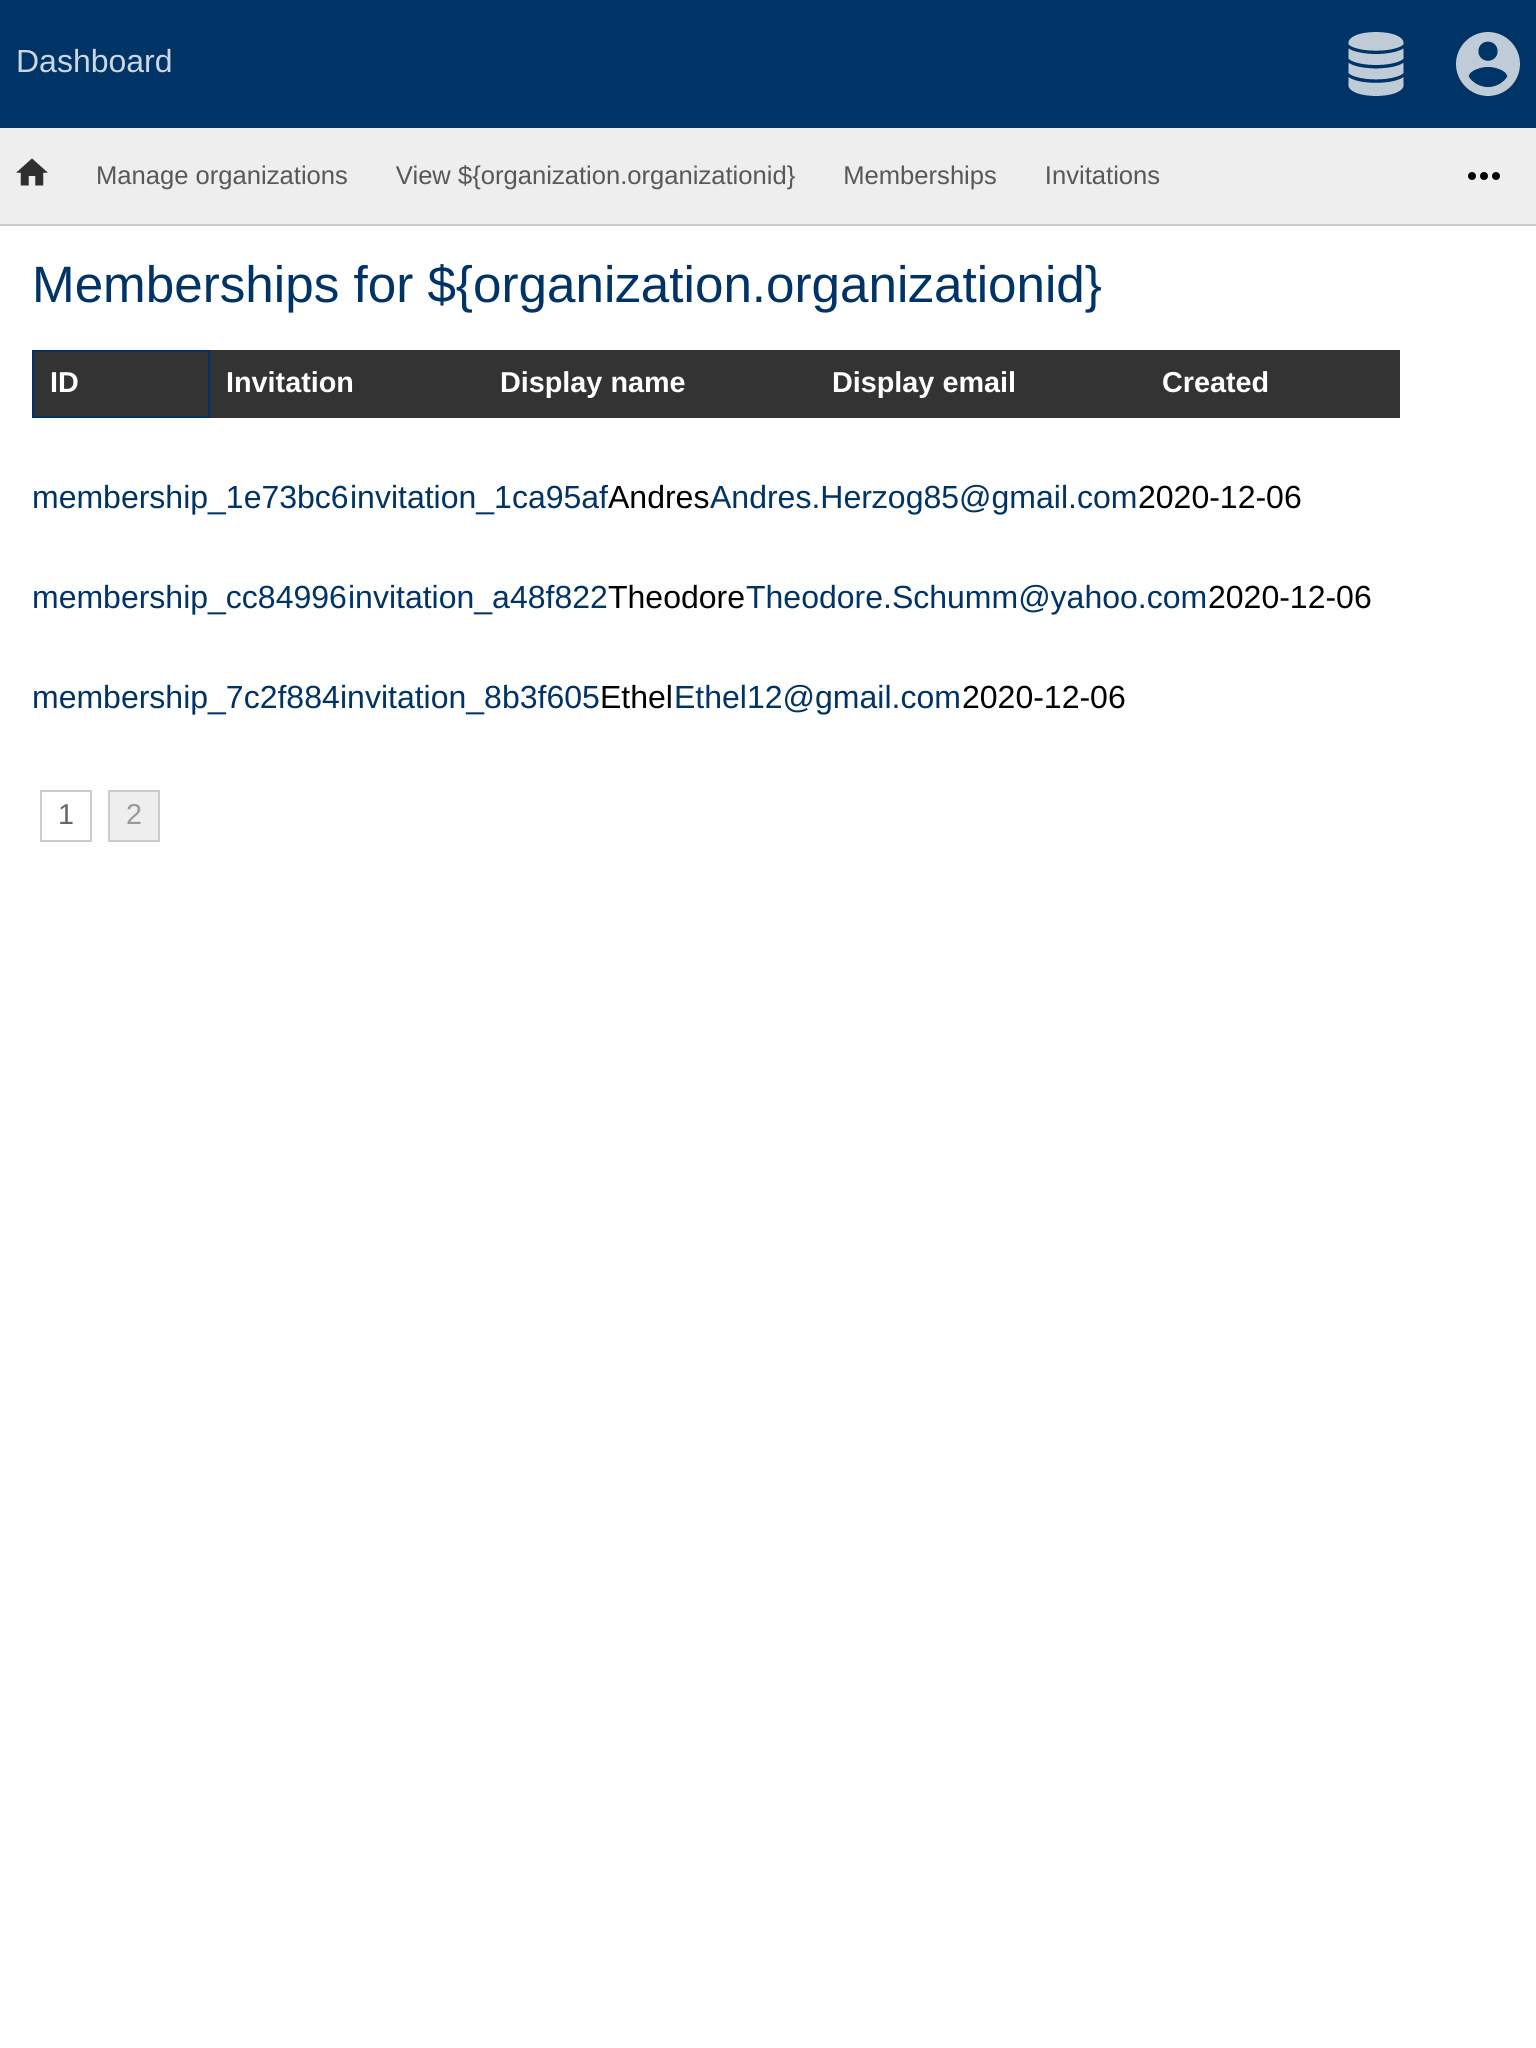 Dashboard
Manage organizations View ${organization.organizationid} Memberships Invitations
Memberships for ${organization.organizationid}
ID Invitation Display name Display email Created
membership_1e73bc6invitation_1ca95afAndresAndres.Herzog85@gmail.com2020-12-06
membership_cc84996invitation_a48f822TheodoreTheodore.Schumm@yahoo.com2020-12-06
membership_7c2f884invitation_8b3f605EthelEthel12@gmail.com2020-12-06
1 2